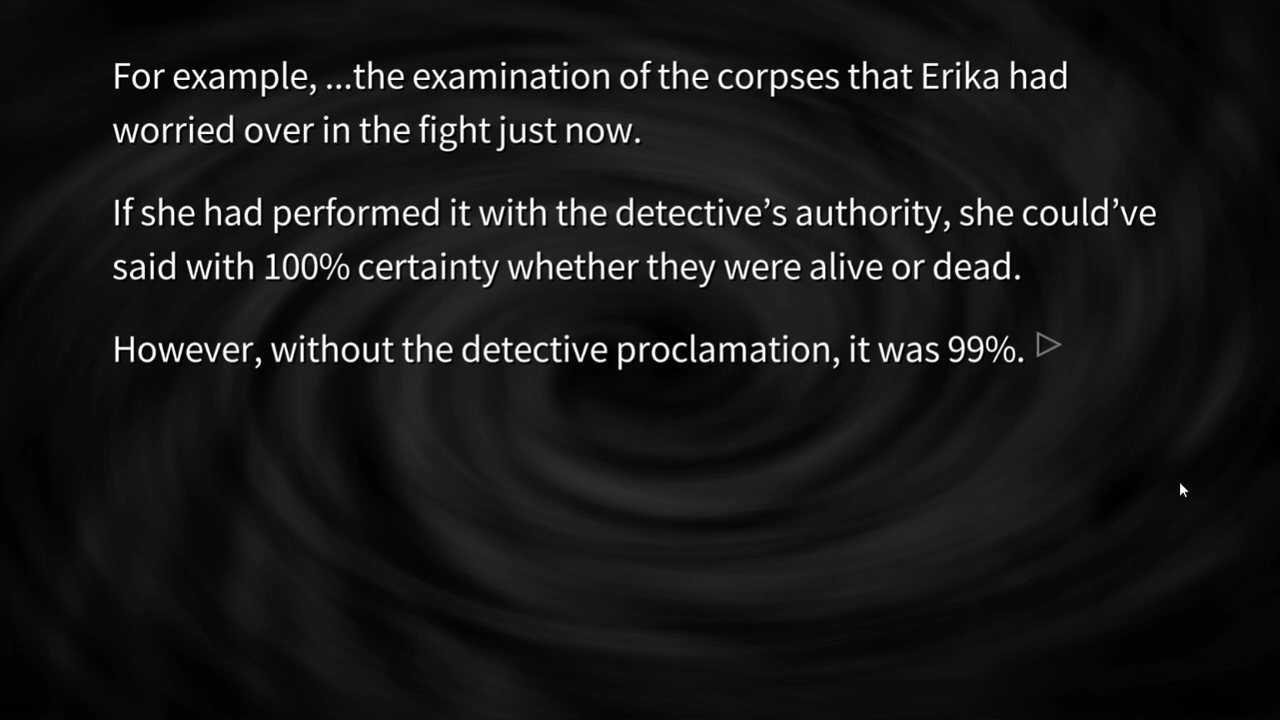 For example, ...the examination of the corpses that Erika had
worried over in the fight just now.
If she had performed it with the detective’s authority, she could’ve
said with 100% certainty whether they were alive or dead.
However, without the detective proclamation, it was 99%.